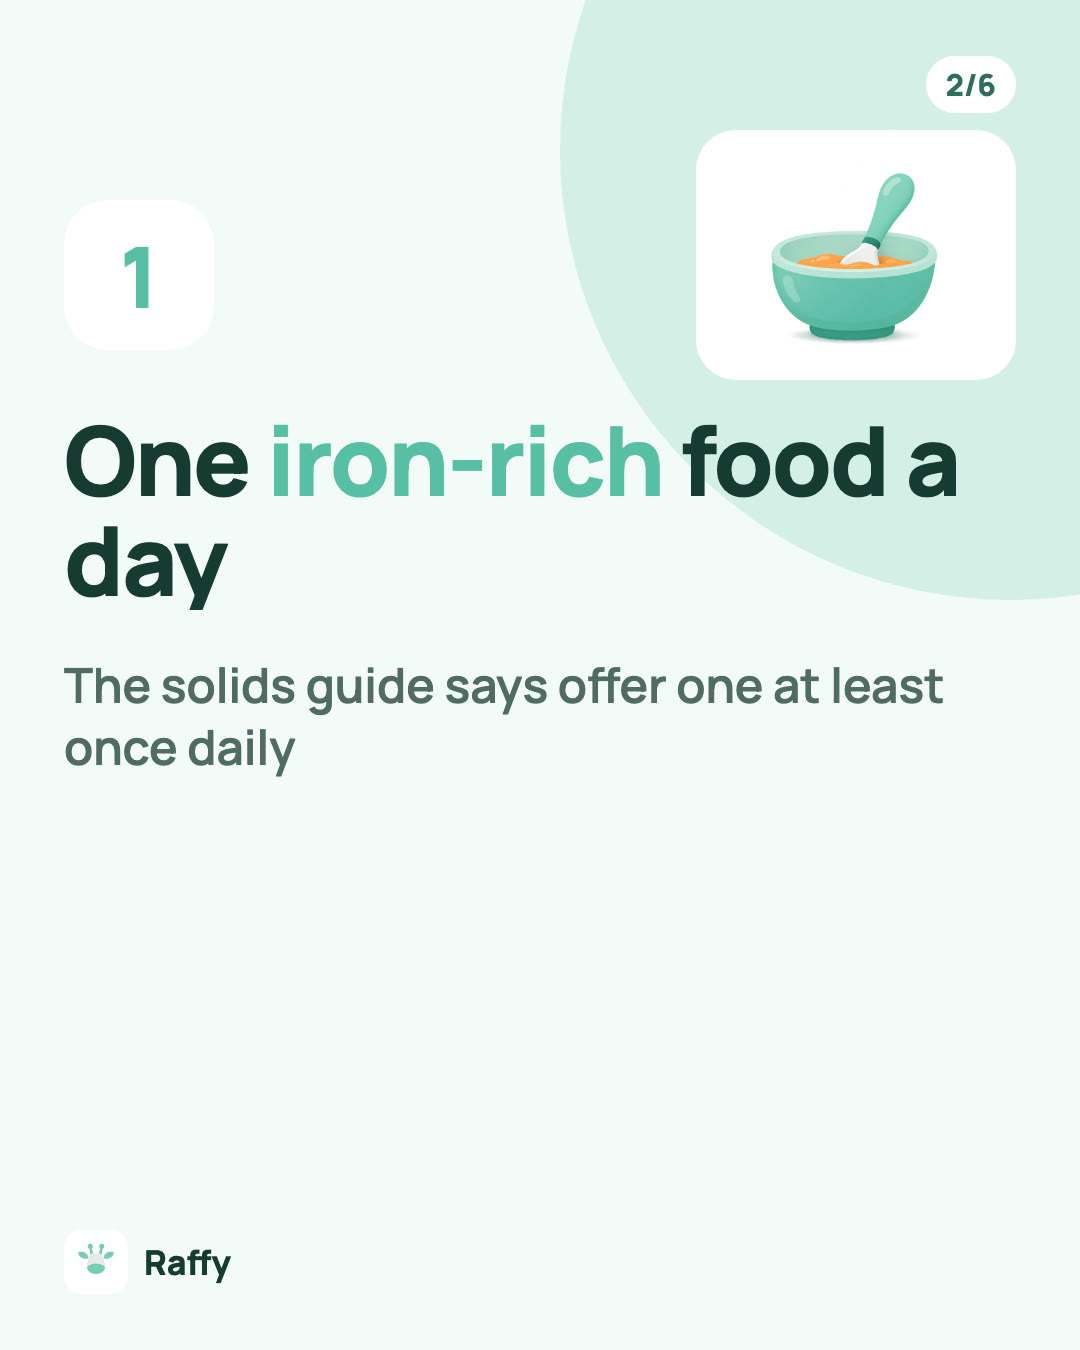 2/6
1
One iron-rich food a
day
The solids guide says offer one at least
once daily
Raffy